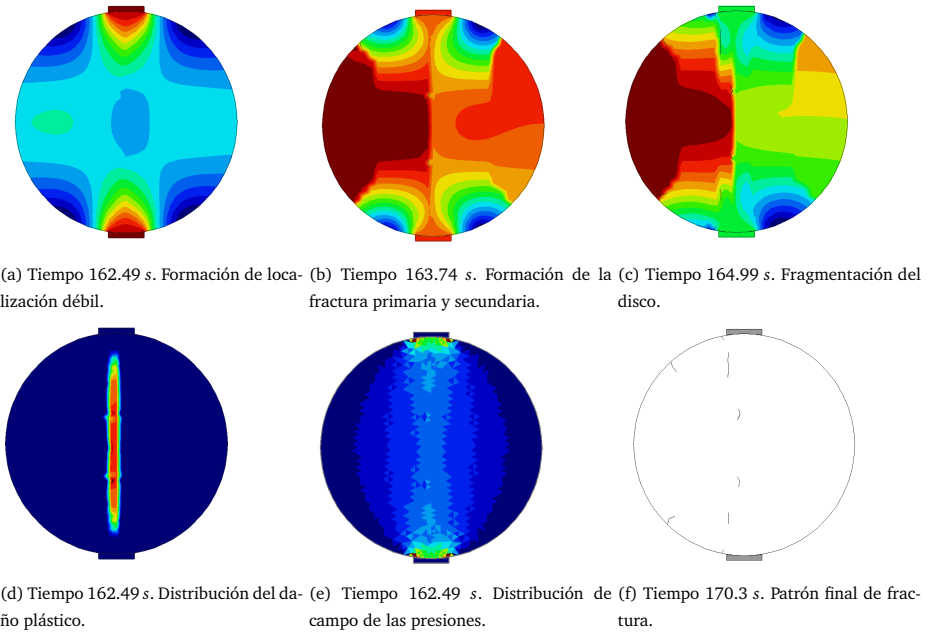 (a) Tiempo 162.49 s. Formación de loca-
lización débil.
(b) Tiempo 163.74 s. Formación de la
fractura primaria y secundaria.
(c) Tiempo 164.99 s. Fragmentación del
disco.
(d) Tiempo 162.49 s. Distribución del da-
ño plástico.
(e) Tiempo 162.49 s. Distribución de
campo de las presiones.
(f) Tiempo 170.3 s. Patrón final de frac-
tura.